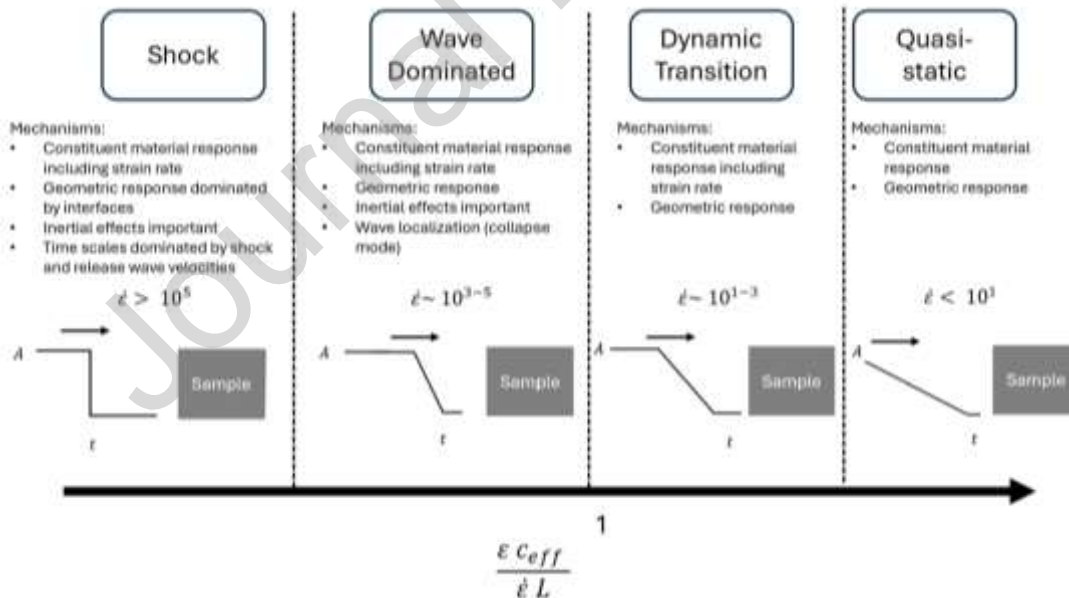 Shock
Mechanisms:
• Constituent material response
including strain rate
• Geometric response dominated
by interfaces
• Inertial effects important
• Time scales dominated by shock
and release wave velocities
ε̇ > 10⁵
A
Sample
t
Wave
Dominated
Mechanisms:
• Constituent material response
including strain rate
• Geometric response
• Inertial effects important
• Wave localization (collapse
mode)
ε̇~ 10³⁻⁵
A
Sample
t
Dynamic
Transition
Mechanisms:
• Constituent material
response including
strain rate
• Geometric response
ε̇~ 10¹⁻³
A
Sample
t
Quasi-
static
Mechanisms:
• Constituent material
response
• Geometric response
ε̇ < 10¹
A
Sample
t
1
ε c_eff
ε̇ L
Journal